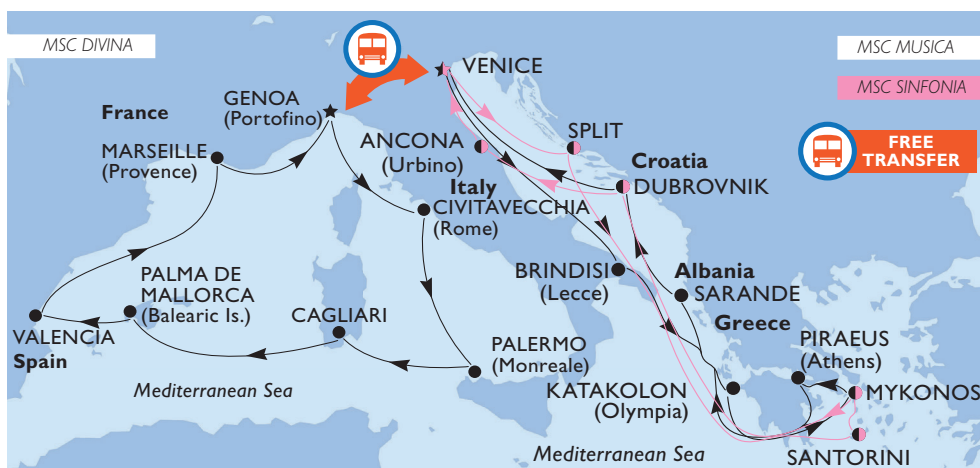 MSC DIVINA
MSC MUSICA
MSC SINFONIA
FREE
TRANSFER
VENICE
France
GENOA
(Portofino)
MARSEILLE
(Provence)
ANCONA
(Urbino)
SPLIT
Croatia
DUBROVNIK
Italy
CIVITAVECCHIA
(Rome)
BRINDISI
(Lecce)
Albania
SARANDE
Greece
PALMA DE
MALLORCA
(Balearic Is.)
CAGLIARI
VALENCIA
Spain
PALERMO
(Monreale)
PIRAEUS
(Athens)
KATAKOLON
(Olympia)
MYKONOS
SANTORINI
Mediterranean Sea
Mediterranean Sea